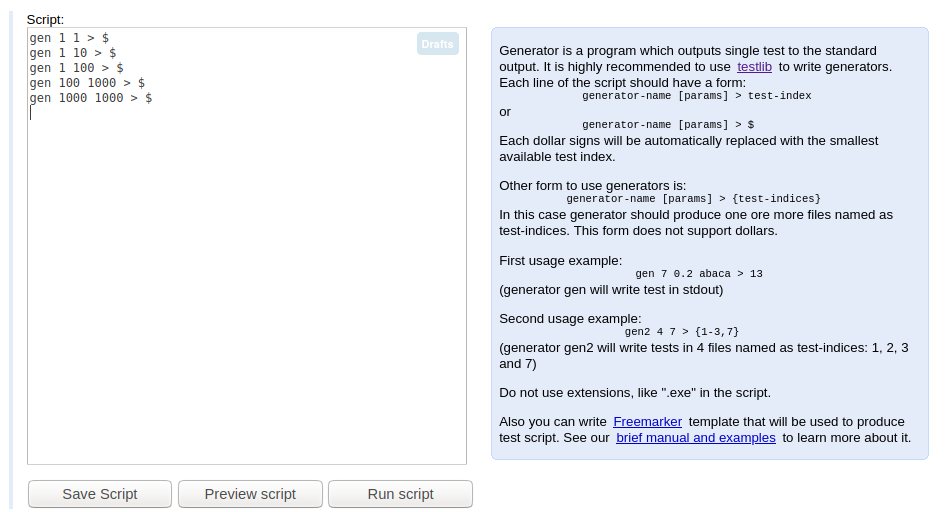 Script:
gen 1 1 > $
gen 1 10 > $
gen 1 100 > $
gen 100 1000 > $
gen 1000 1000 > $
Drafts
Generator is a program which outputs single test to the standard
output. It is highly recommended to use testlib to write generators.
Each line of the script should have a form:
generator-name [params] > test-index
or
generator-name [params] > $
Each dollar signs will be automatically replaced with the smallest
available test index.
Other form to use generators is:
generator-name [params] > {test-indices}
In this case generator should produce one ore more files named as
test-indices. This form does not support dollars.
First usage example:
gen 7 0.2 abaca > 13
(generator gen will write test in stdout)
Second usage example:
gen2 4 7 > {1-3,7}
(generator gen2 will write tests in 4 files named as test-indices: 1, 2, 3
and 7)
Do not use extensions, like ".exe" in the script.
Also you can write Freemarker template that will be used to produce
test script. See our brief manual and examples to learn more about it.
Save Script
Preview script
Run script